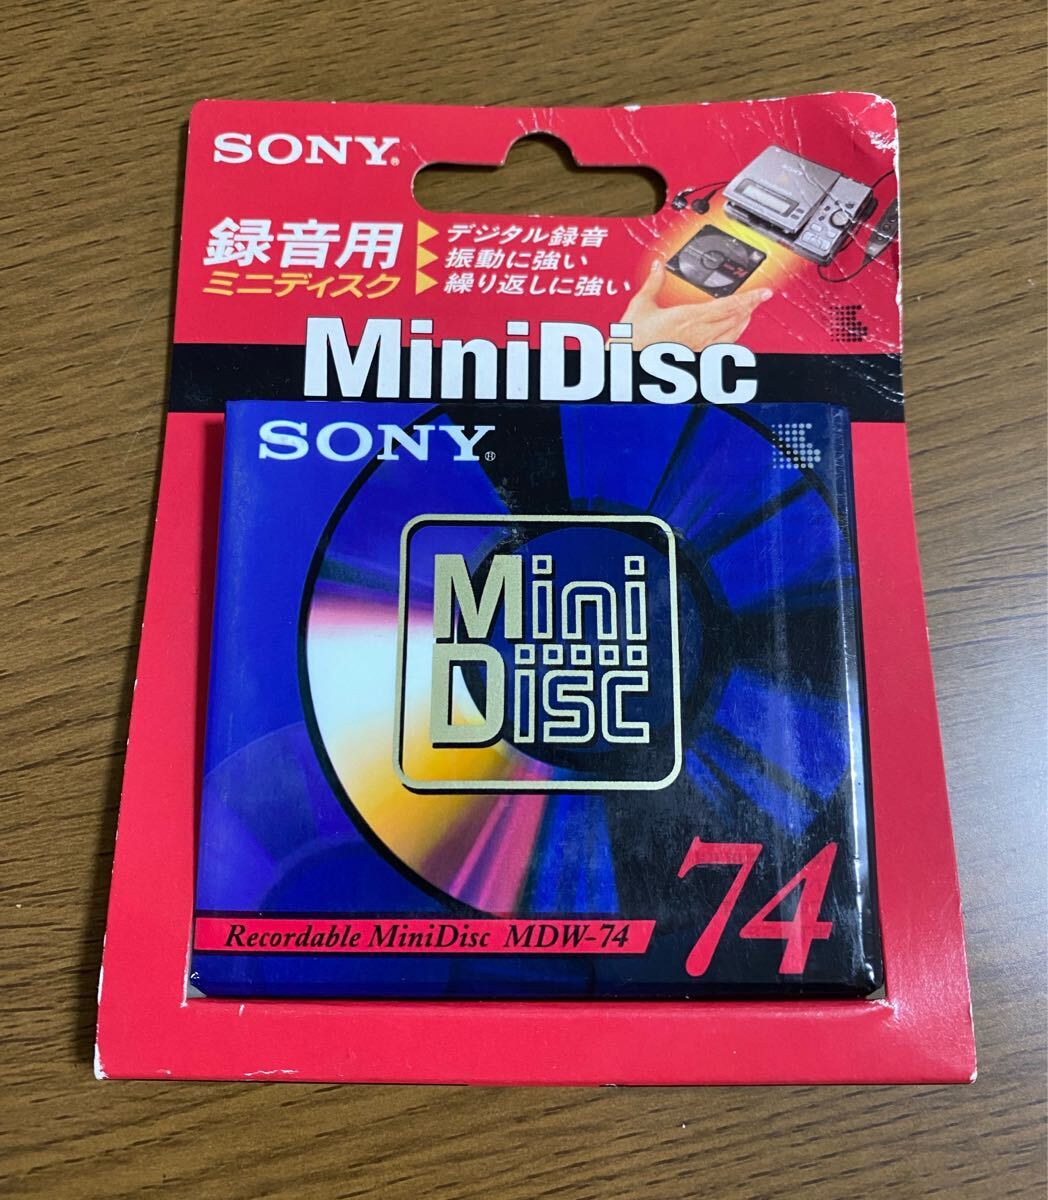 SONY®
録音用
ミニディスク
デジタル録音
振動に強い
繰り返しに強い
MiniDisc
SONY®
Mini
Disc
74
Recordable MiniDisc MDW-74